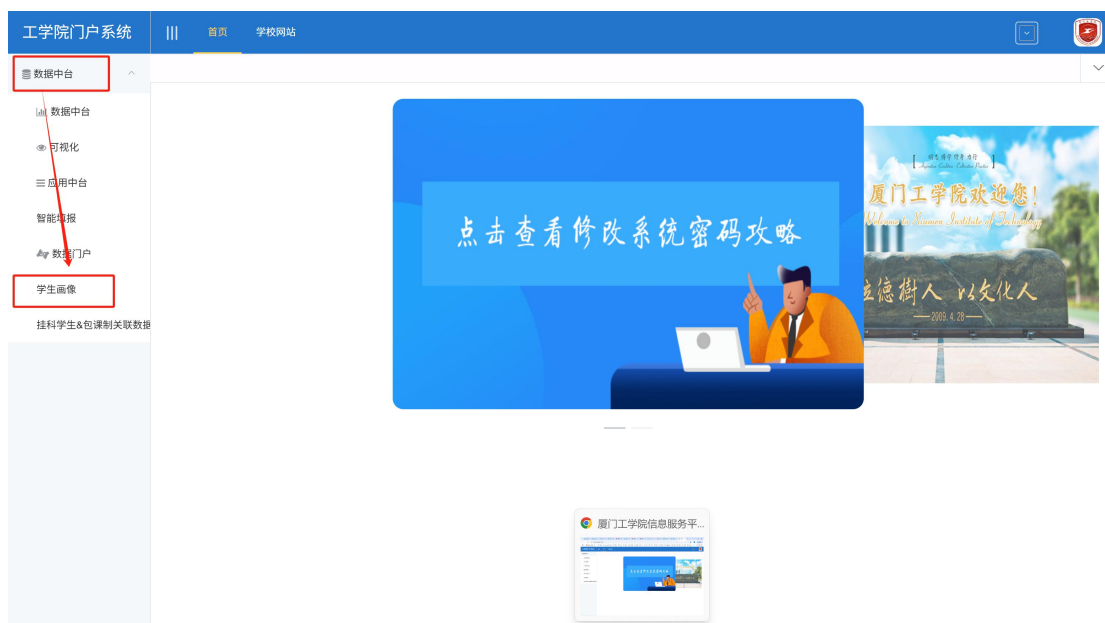 工学院门户系统
首页
学校网站
数据中台
数据中台
可视化
应用中台
智能填报
数据门户
学生画像
挂科学生&包课制关联数据
点击查看修改系统密码攻略
厦门工学院欢迎您!
Welcome to Xiamen Institute of Technology
立德樹人 以文化人
2009.4.28
厦门工学院信息服务平...